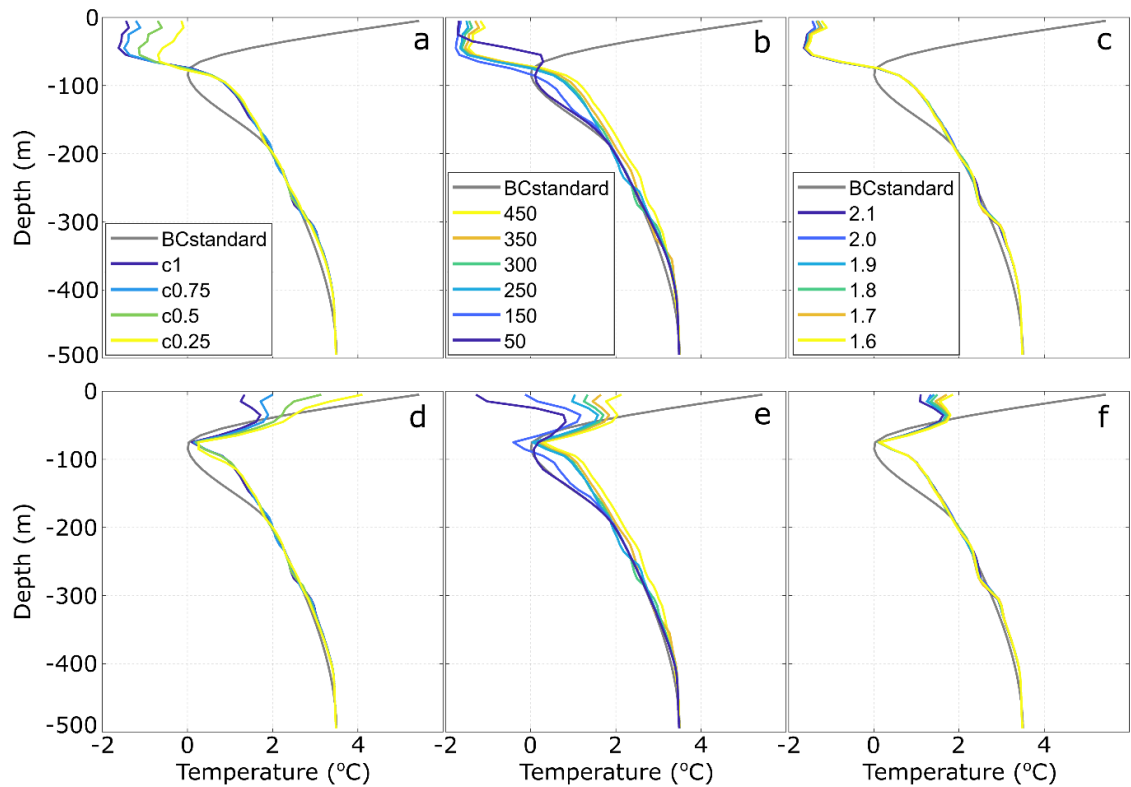 a
b
c
0
-100
-200
-300
-400
-500
Depth (m)
BCstandard
c1
c0.75
c0.5
c0.25
BCstandard
450
350
300
250
150
50
BCstandard
2.1
2.0
1.9
1.8
1.7
1.6
d
e
f
0
-100
-200
-300
-400
-500
Depth (m)
-2 0 2 4 -2 0 2 4 -2 0 2 4
Temperature (°C) Temperature (°C) Temperature (°C)